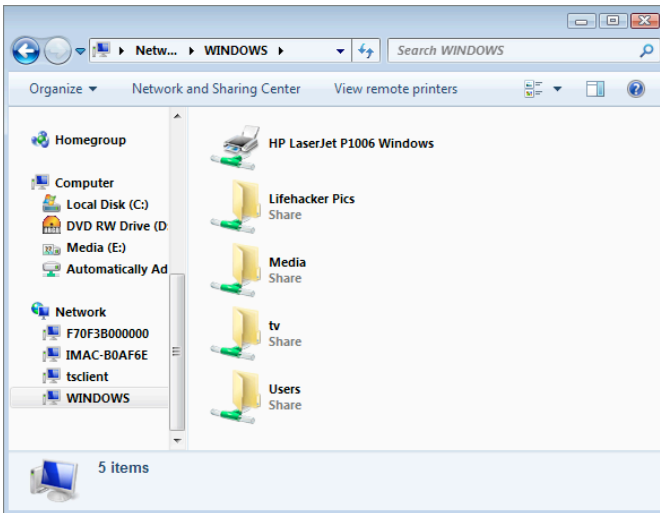 Netw... WINDOWS Search WINDOWS
Organize Network and Sharing Center View remote printers
Homegroup
Computer
Local Disk (C:)
DVD RW Drive (D:
Media (E:)
Automatically Ad
Network
F70F3B000000
IMAC-B0AF6E
tsclient
WINDOWS
HP LaserJet P1006 Windows
Lifehacker Pics
Share
Media
Share
tv
Share
Users
Share
5 items